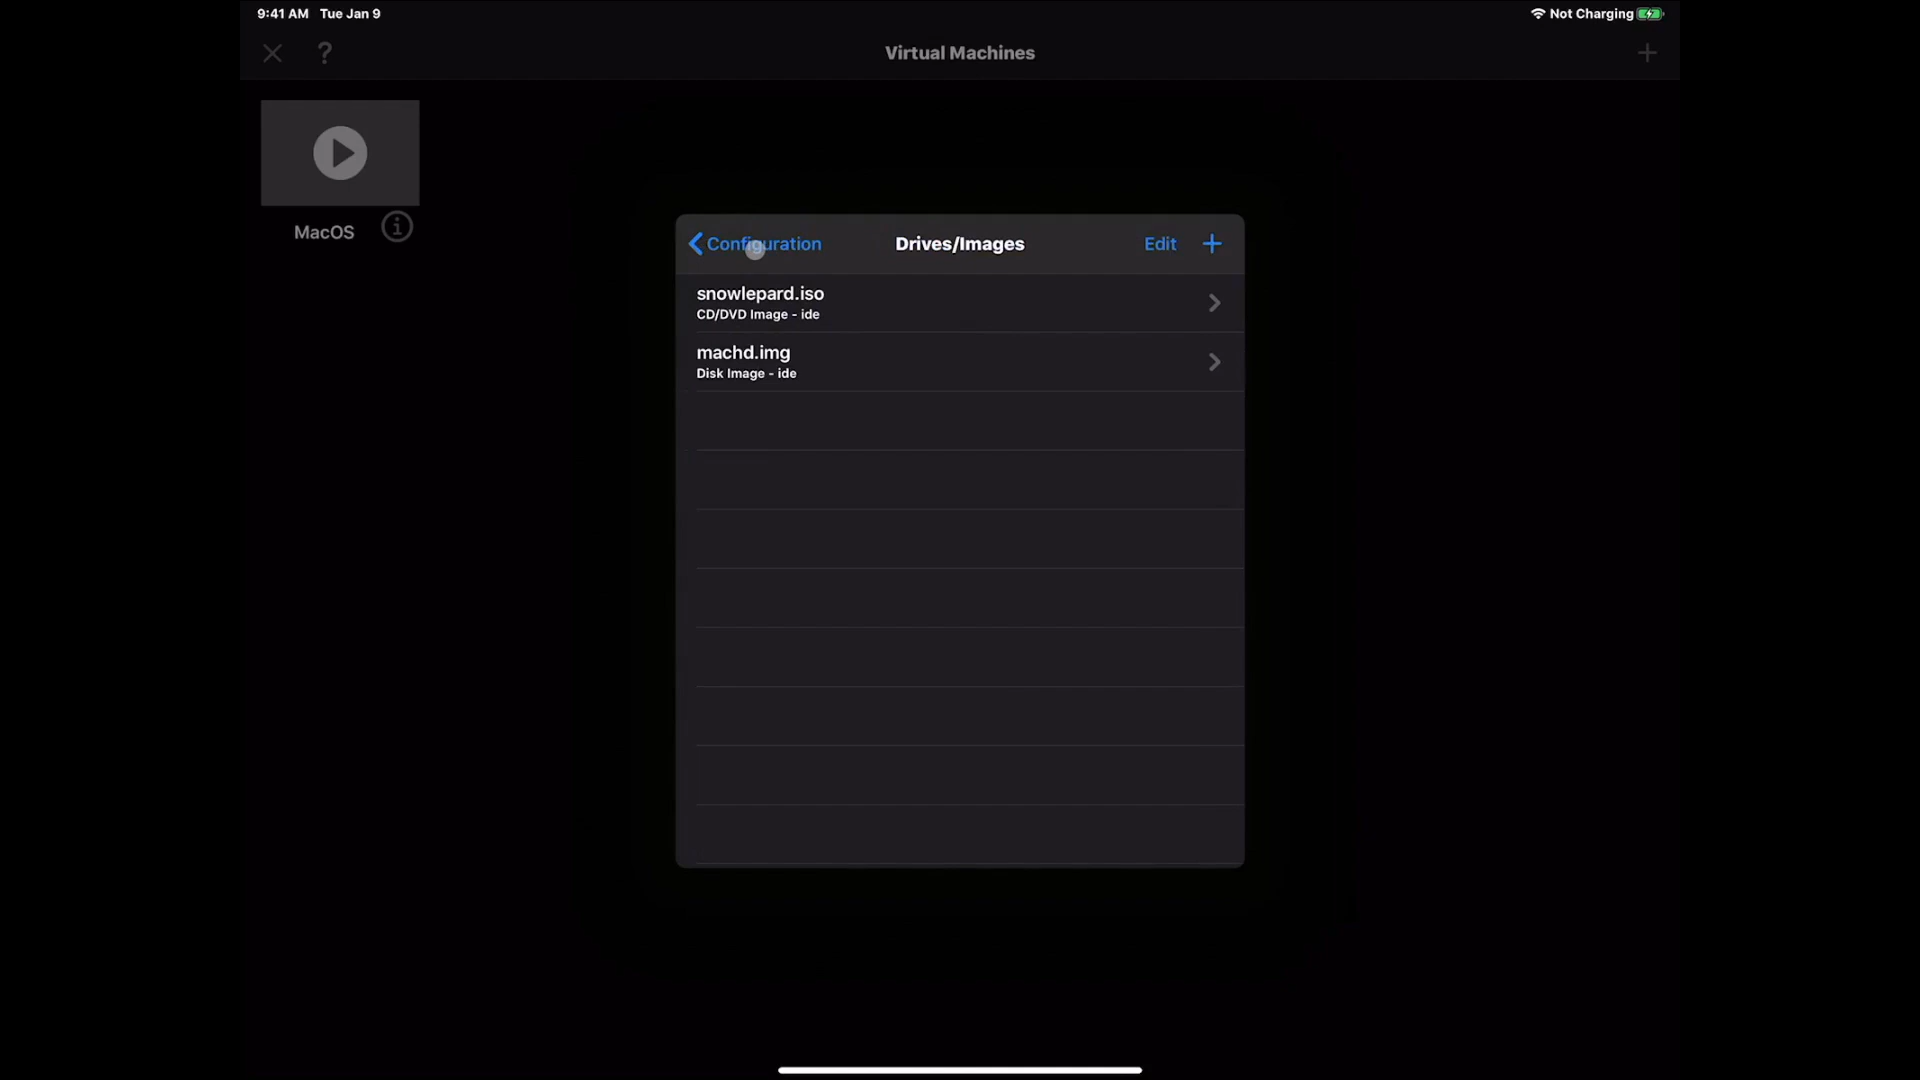 9:41 AM Tue Jan 9
Not Charging
?
Virtual Machines
+
MacOS
Configuration
Drives/Images
Edit +
snowlepard.iso
CD/DVD Image - ide
machd.img
Disk Image - ide